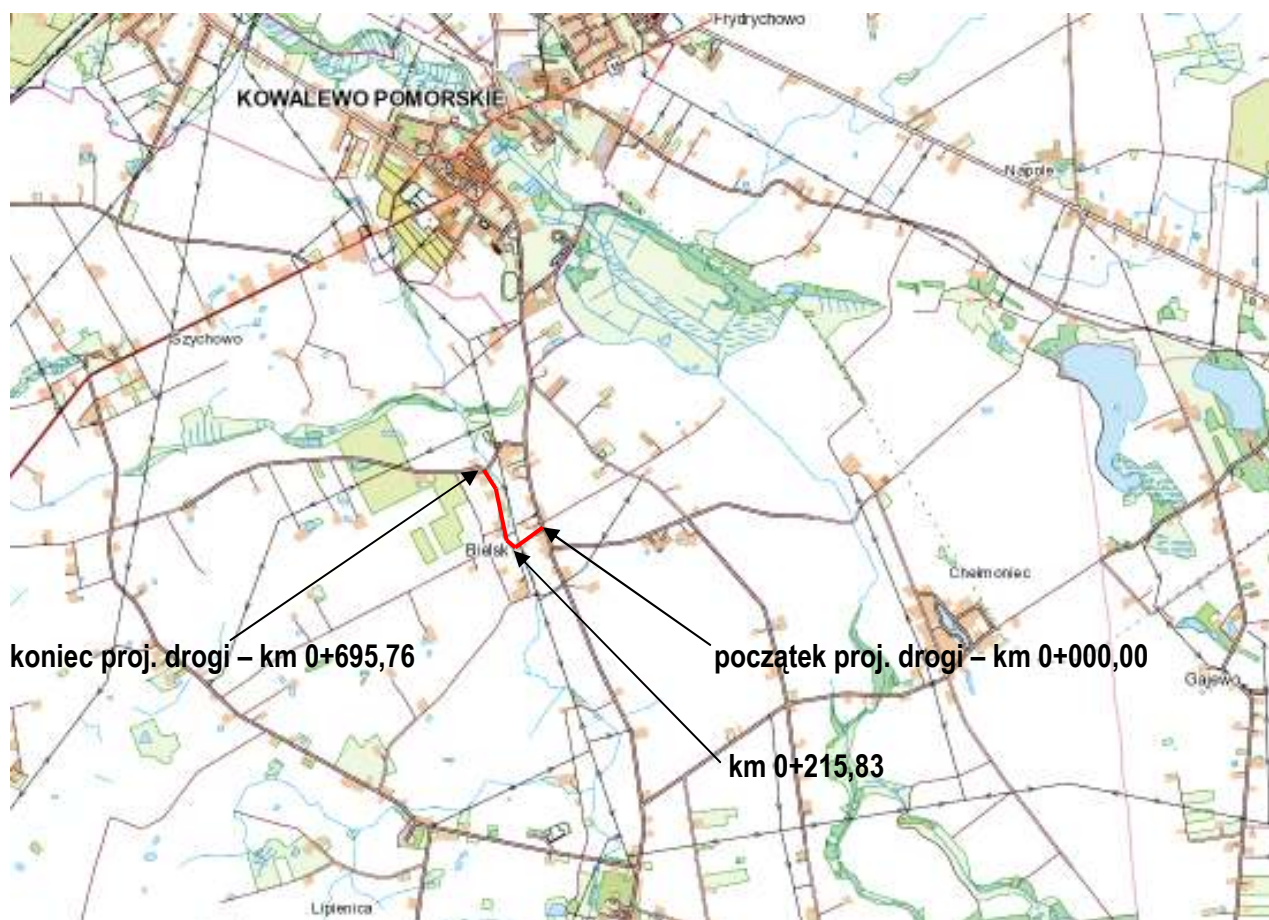 Frydrychowo
15
KOWALEWO POMORSKIE
Napole
Szychowo
Bielsk
Chełmoniec
koniec proj. drogi – km 0+695,76
początek proj. drogi – km 0+000,00
Gajewo
km 0+215,83
Lipienica